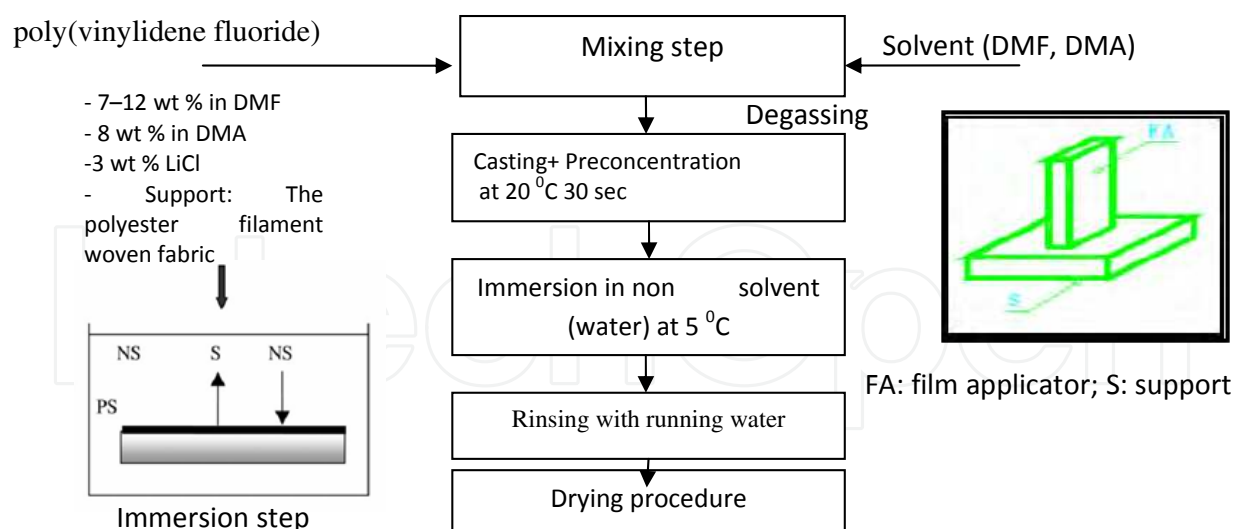 poly(vinylidene fluoride)
Mixing step
Solvent (DMF, DMA)
- 7–12 wt % in DMF
- 8 wt % in DMA
-3 wt % LiCl
- Support: The
polyester filament
woven fabric
Degassing
Casting+ Preconcentration
at 20 ⁰C 30 sec
FA
S
Immersion in non solvent
(water) at 5 ⁰C
NS S NS
PS
Immersion step
FA: film applicator; S: support
Rinsing with running water
Drying procedure